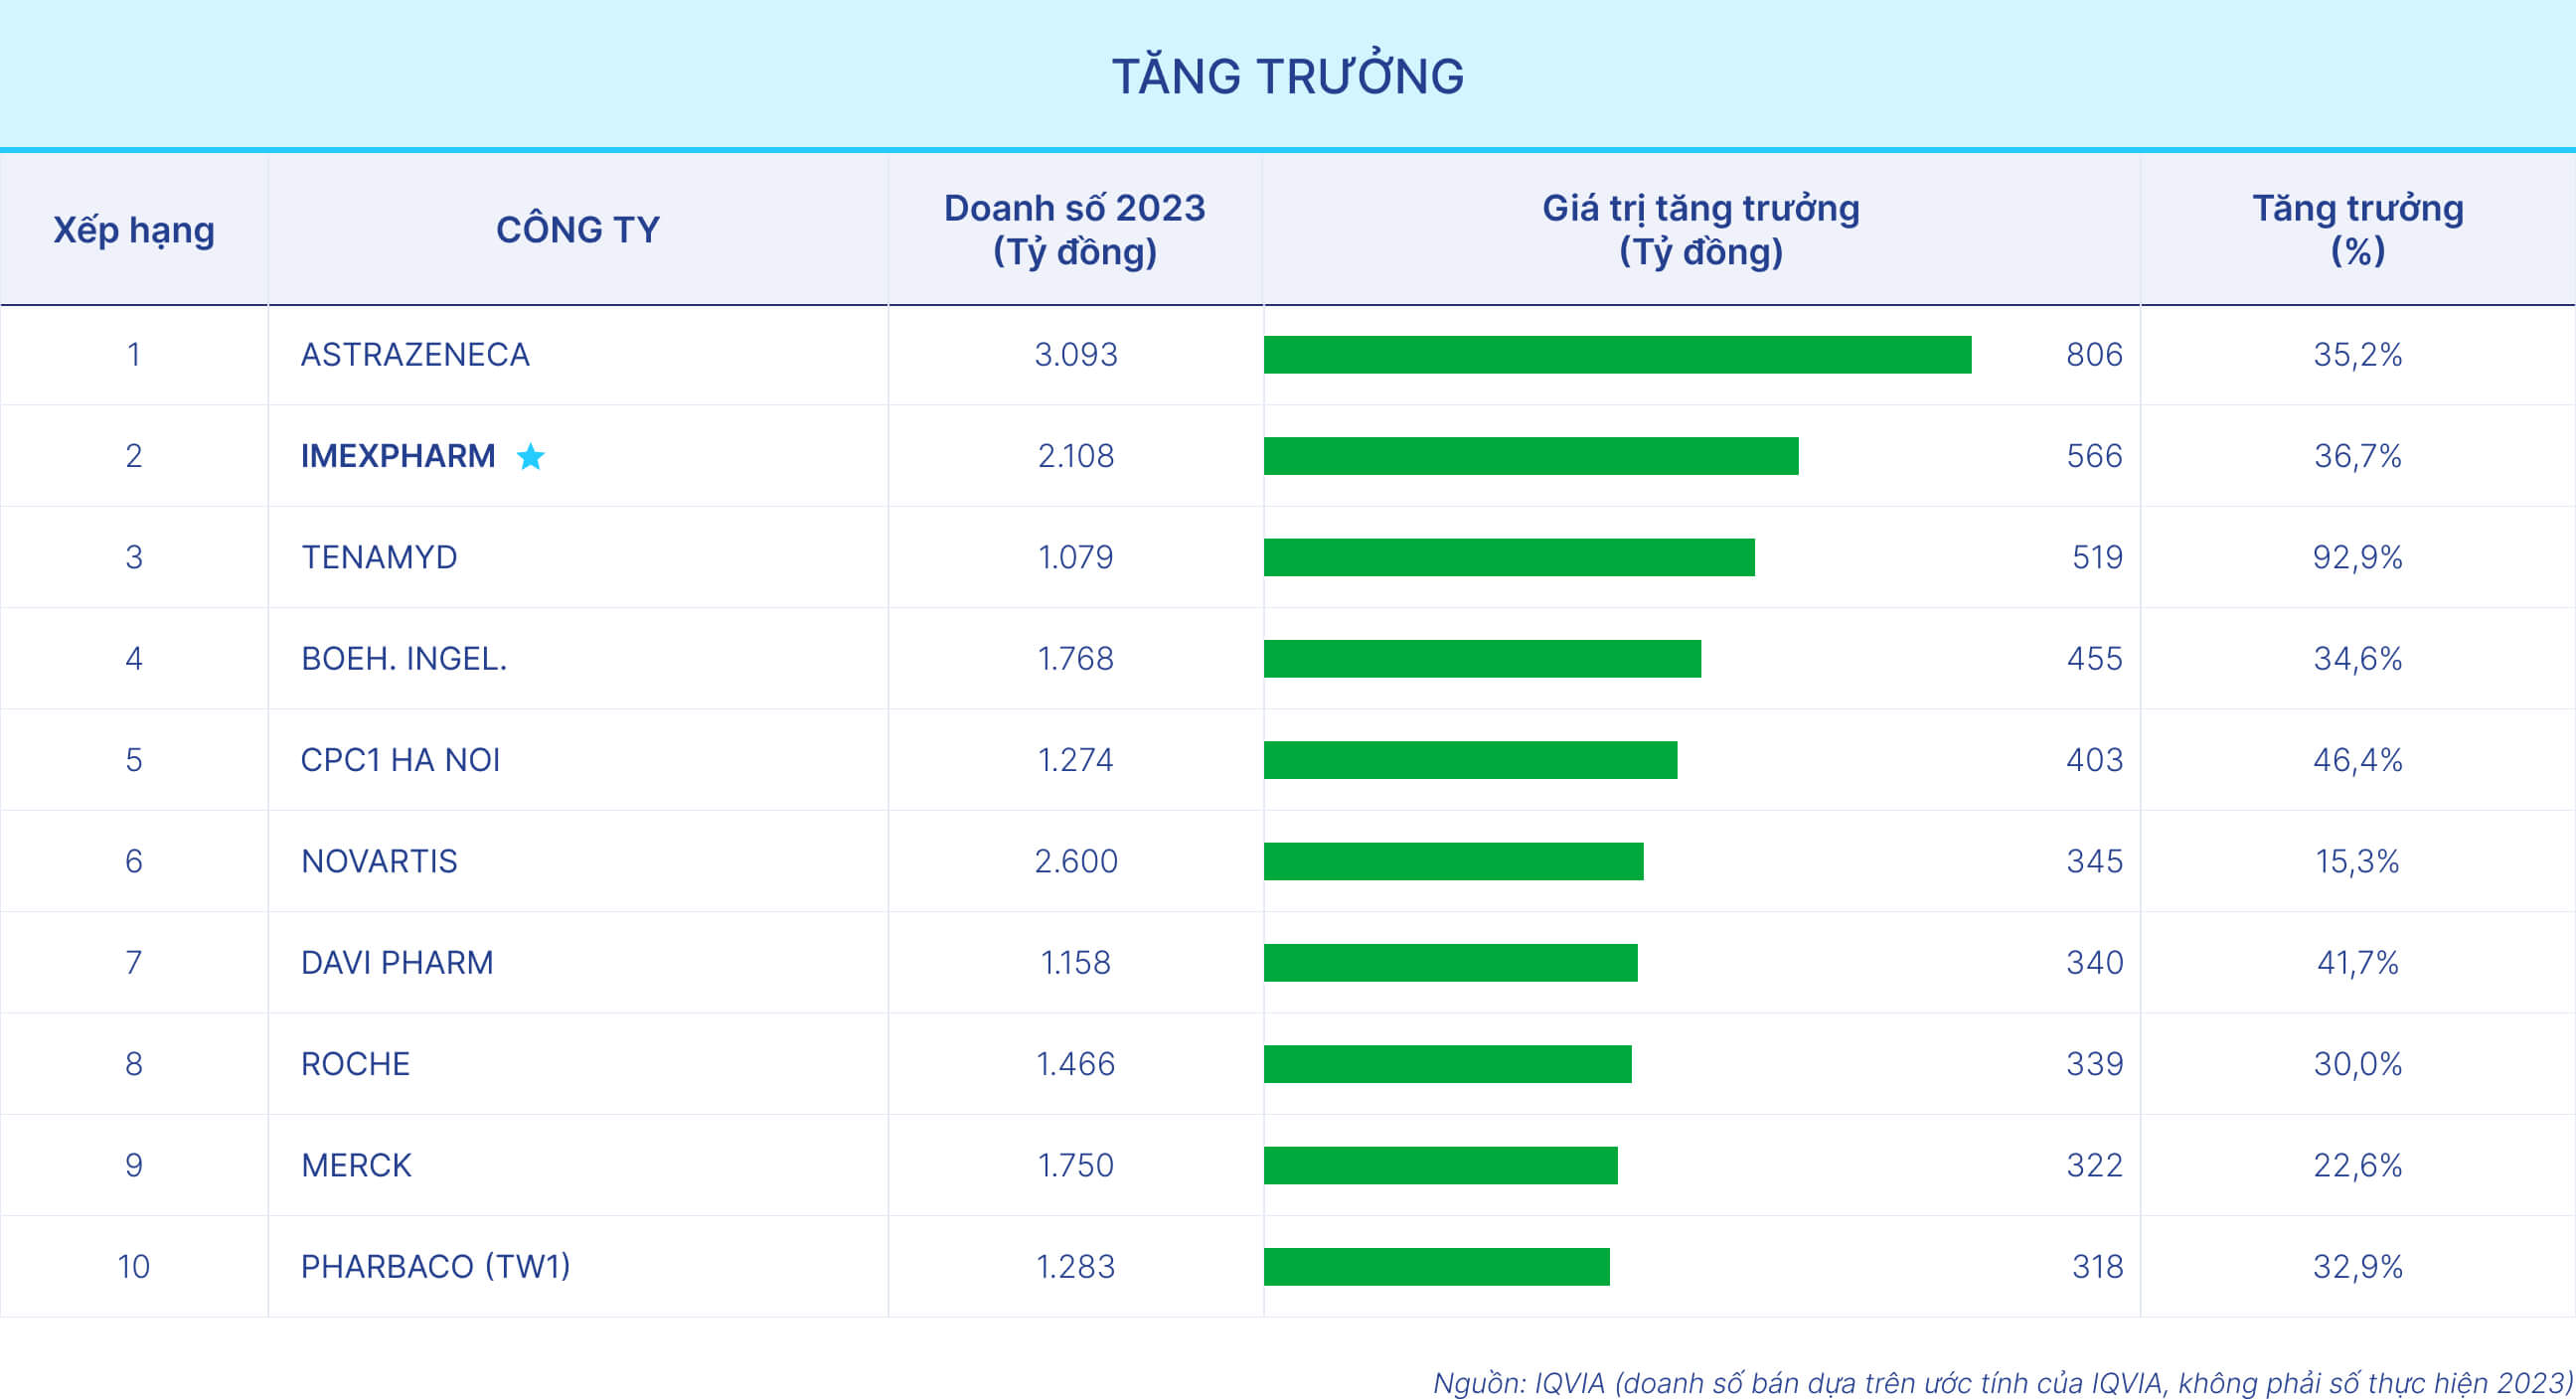 TĂNG TRƯỞNG
Xếp hạng CÔNG TY Doanh số 2023 (Tỷ đồng) Giá trị tăng trưởng (Tỷ đồng) Tăng trưởng (%)
1 ASTRAZENECA 3.093 806 35,2%
2 IMEXPHARM 2.108 566 36,7%
3 TENAMYD 1.079 519 92,9%
4 BOEH. INGEL. 1.768 455 34,6%
5 CPC1 HA NOI 1.274 403 46,4%
6 NOVARTIS 2.600 345 15,3%
7 DAVI PHARM 1.158 340 41,7%
8 ROCHE 1.466 339 30,0%
9 MERCK 1.750 322 22,6%
10 PHARBACO (TW1) 1.283 318 32,9%
Nguồn: IQVIA (doanh số bán dựa trên ước tính của IQVIA, không phải số thực hiện 2023)